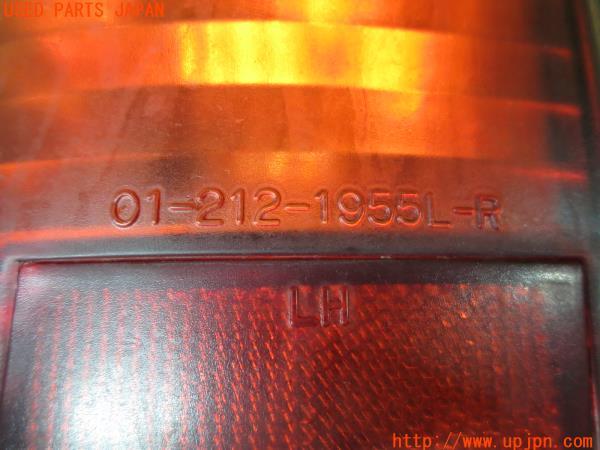 USED PARTS JAPAN
01-212-1955L-R
LH
http://www.upjpn.com/